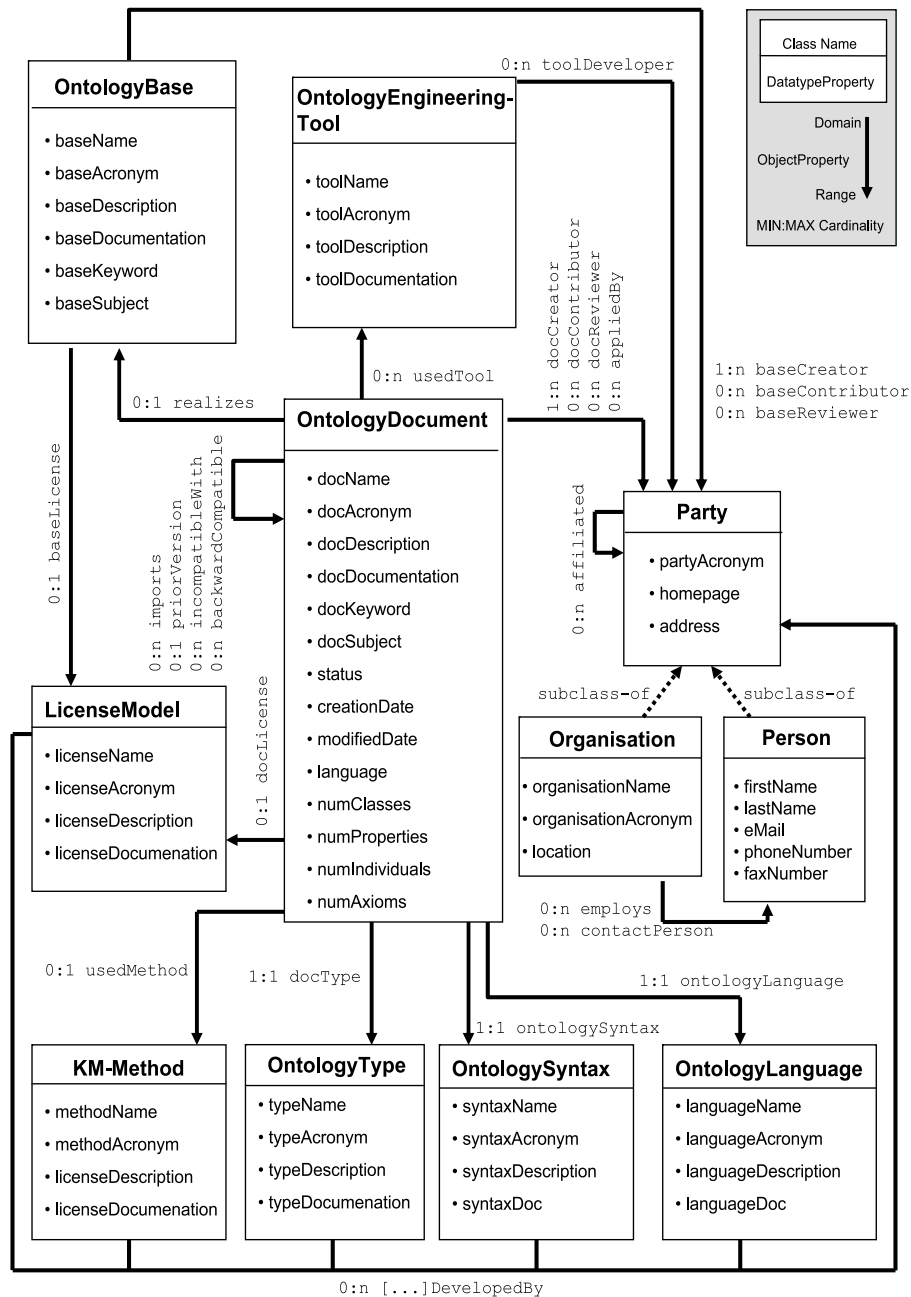 OntologyBase
• baseName
• baseAcronym
• baseDescription
• baseDocumentation
• baseKeyword
• baseSubject
OntologyEngineering-
Tool
• toolName
• toolAcronym
• toolDescription
• toolDocumentation
0:n toolDeveloper
Class Name
DatatypeProperty
Domain
ObjectProperty
Range
MIN:MAX Cardinality
1:n docCreator
0:n docContributor
0:n docReviewer
0:n appliedBy
1:n baseCreator
0:n baseContributor
0:n baseReviewer
0:n usedTool
0:1 realizes
0:1 baseLicense
OntologyDocument
• docName
• docAcronym
• docDescription
• docDocumentation
• docKeyword
• docSubject
• status
• creationDate
• modifiedDate
• language
• numClasses
• numProperties
• numIndividuals
• numAxioms
0:n imports
0:1 priorVersion
0:n incompatibleWith
0:n backwardCompatible
0:1 docLicense
Party
• partyAcronym
• homepage
• address
0:n affiliated
subclass-of
subclass-of
LicenseModel
• licenseName
• licenseAcronym
• licenseDescription
• licenseDocumenation
Organisation
• organisationName
• organisationAcronym
• location
Person
• firstName
• lastName
• eMail
• phoneNumber
• faxNumber
0:n employs
0:n contactPerson
0:1 usedMethod
1:1 docType
1:1 ontologyLanguage
1:1 ontologySyntax
KM-Method
• methodName
• methodAcronym
• licenseDescription
• licenseDocumenation
OntologyType
• typeName
• typeAcronym
• typeDescription
• typeDocumenation
OntologySyntax
• syntaxName
• syntaxAcronym
• syntaxDescription
• syntaxDoc
OntologyLanguage
• languageName
• languageAcronym
• languageDescription
• languageDoc
0:n [...]DevelopedBy